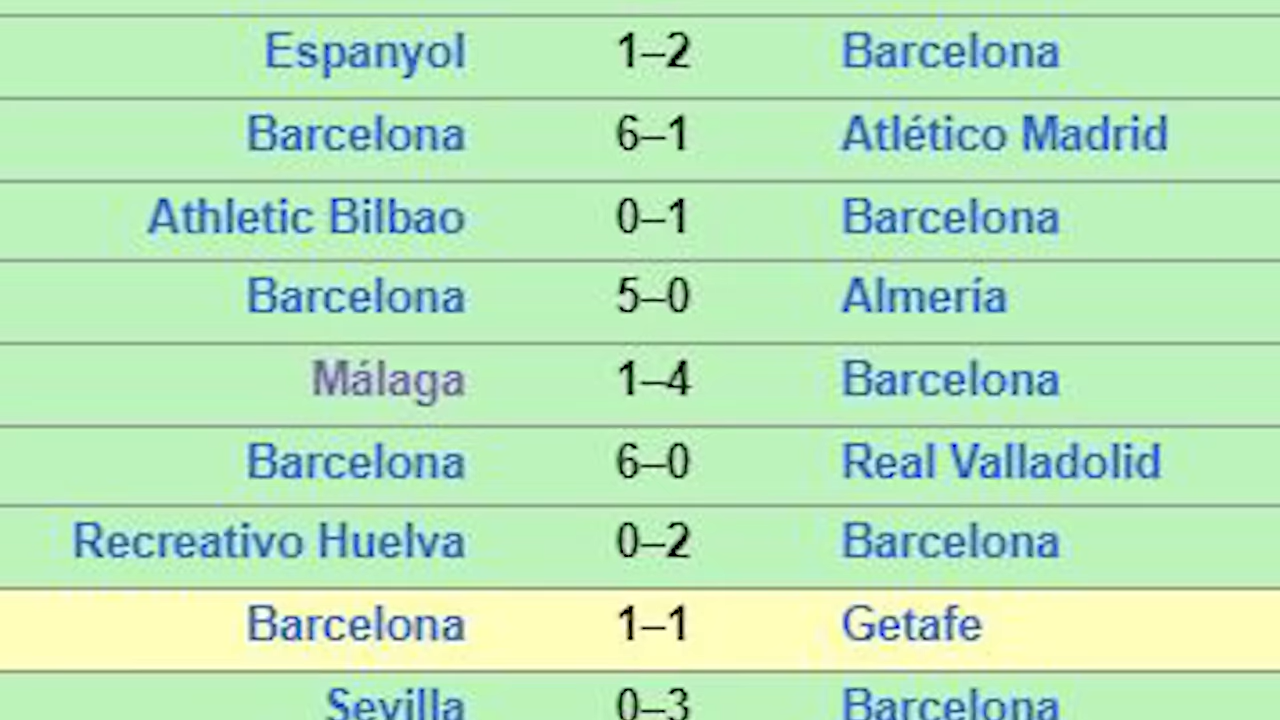 Espanyol 1–2 Barcelona
Barcelona 6–1 Atlético Madrid
Athletic Bilbao 0–1 Barcelona
Barcelona 5–0 Almería
Málaga 1–4 Barcelona
Barcelona 6–0 Real Valladolid
Recreativo Huelva 0–2 Barcelona
Barcelona 1–1 Getafe
Sevilla 0–3 Barcelona